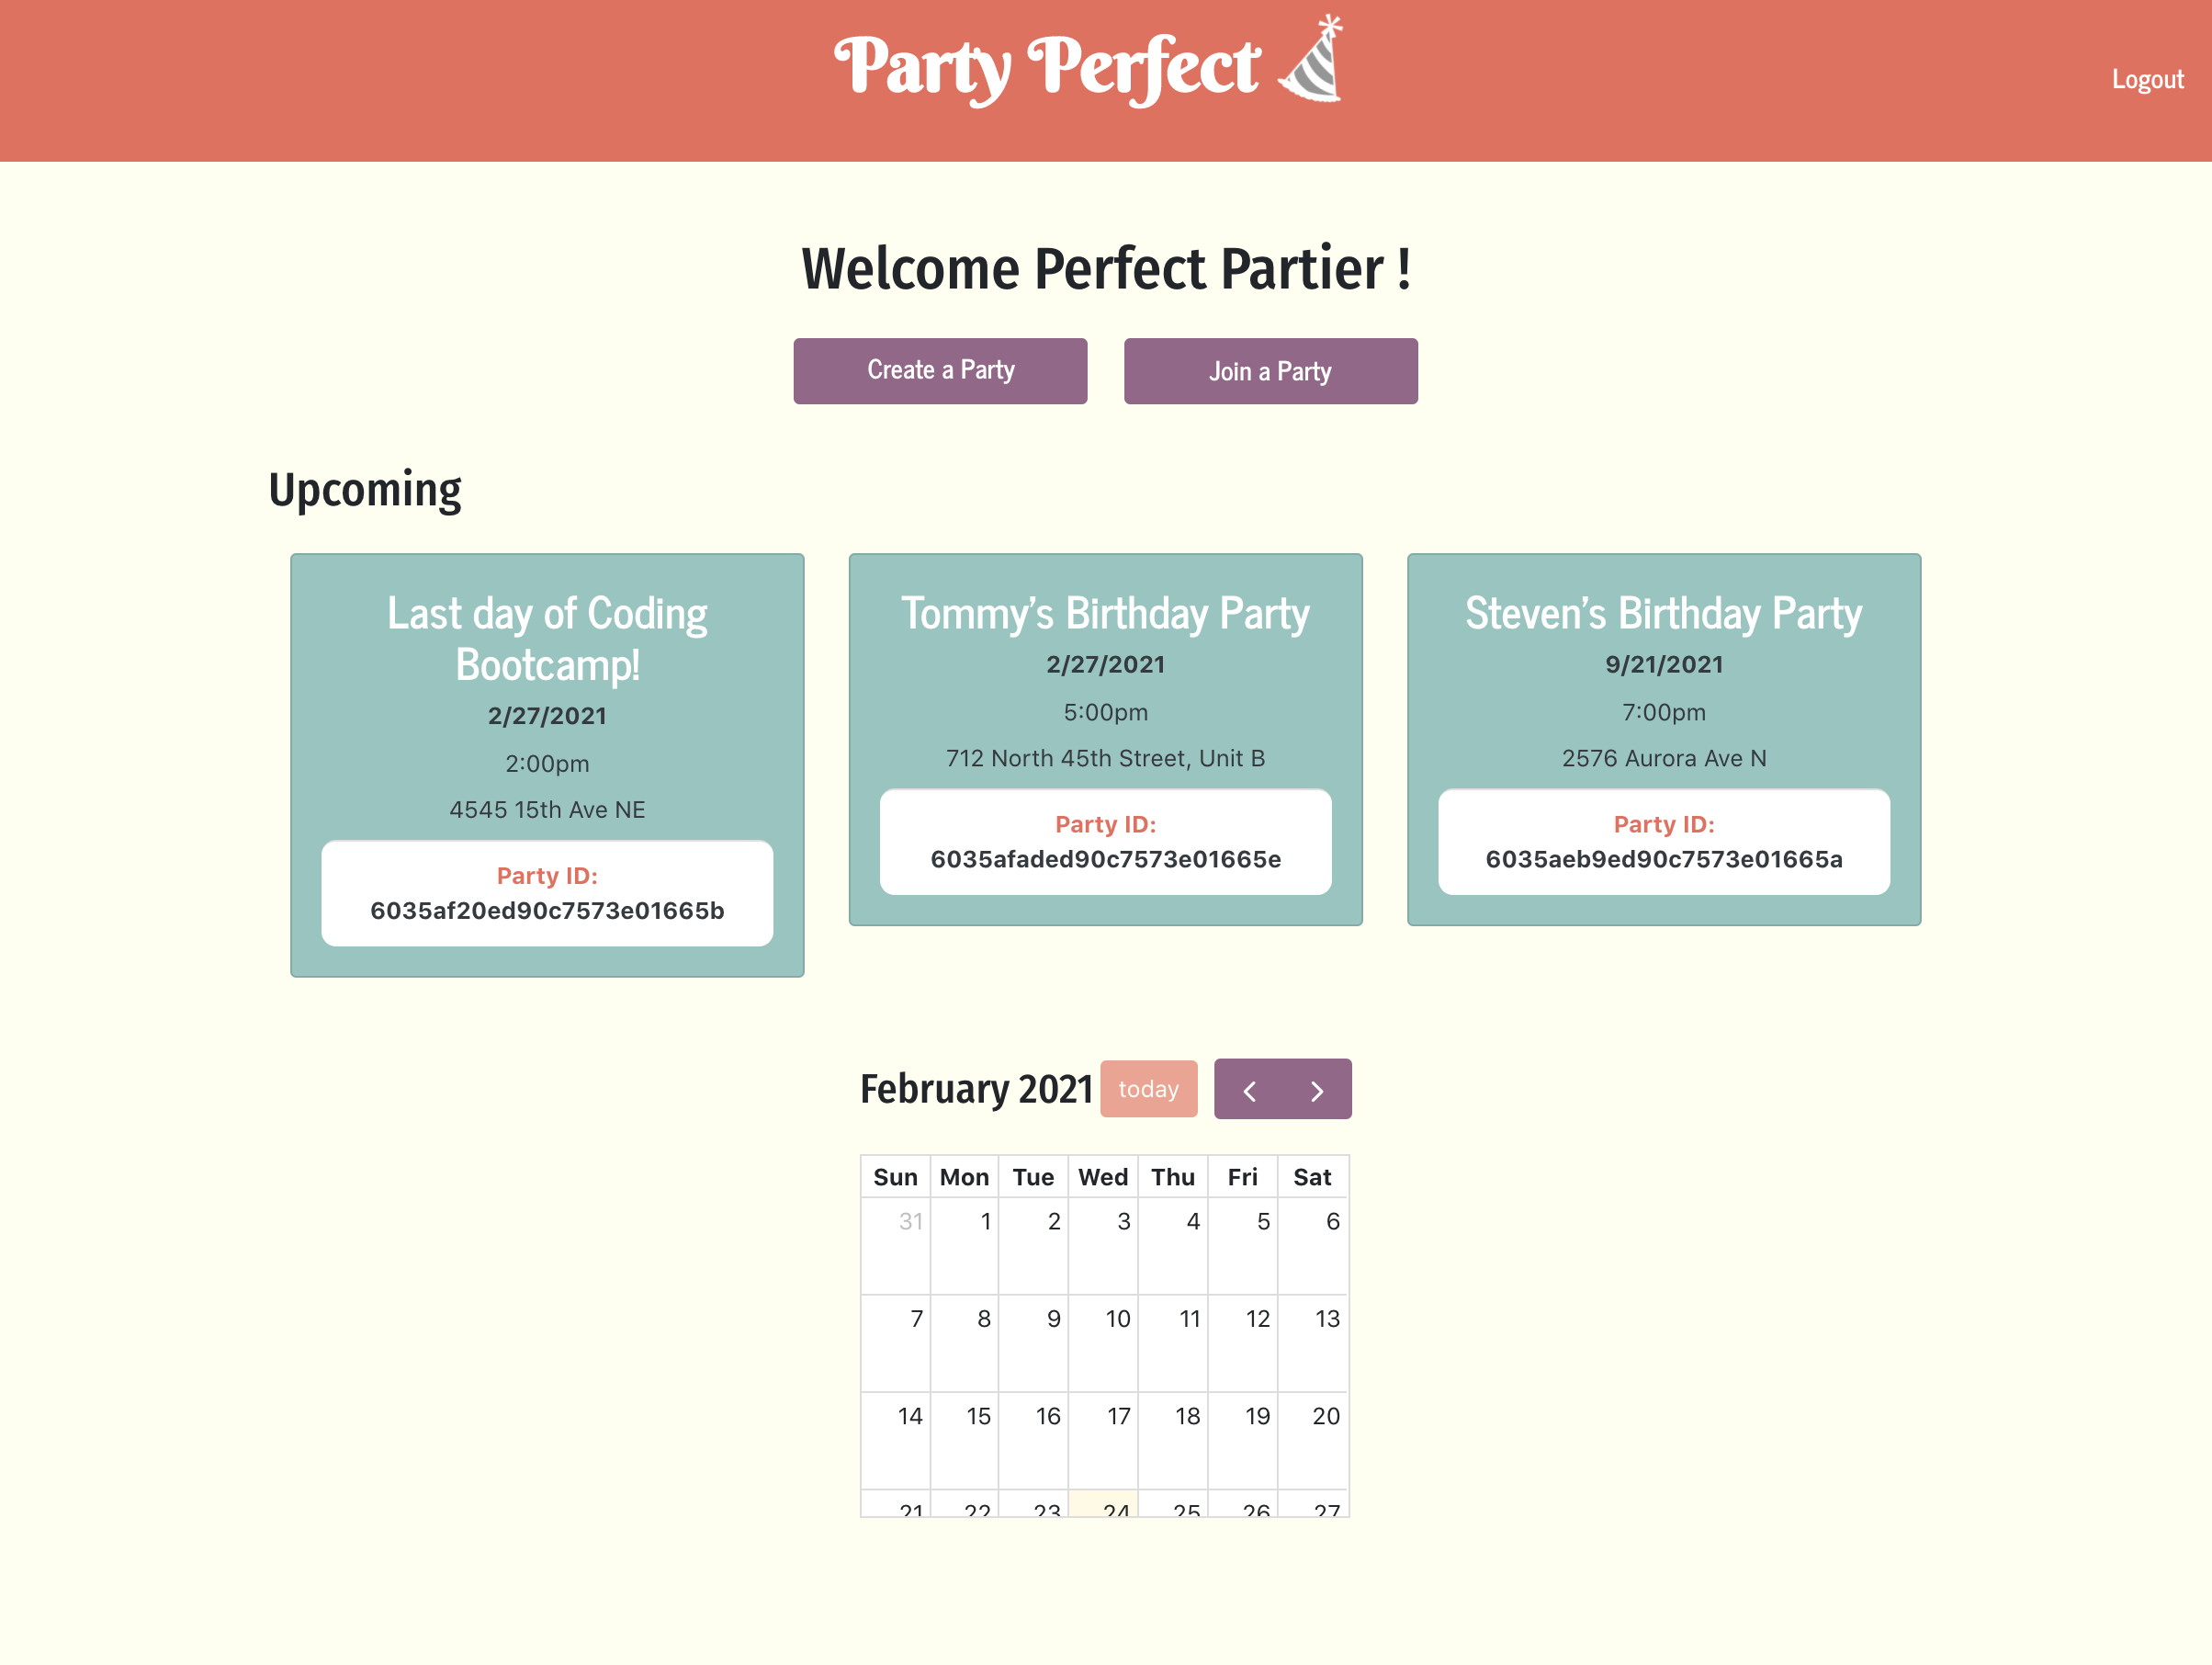 Party Perfect
Logout
Welcome Perfect Partier !
Create a Party
Join a Party
Upcoming
Last day of Coding
Bootcamp!
2/27/2021
2:00pm
4545 15th Ave NE
Party ID:
6035af20ed90c7573e01665b
Tommy's Birthday Party
2/27/2021
5:00pm
712 North 45th Street, Unit B
Party ID:
6035afaded90c7573e01665e
Steven's Birthday Party
9/21/2021
7:00pm
2576 Aurora Ave N
Party ID:
6035aeb9ed90c7573e01665a
February 2021
today
Sun Mon Tue Wed Thu Fri Sat
31 1 2 3 4 5 6
7 8 9 10 11 12 13
14 15 16 17 18 19 20
21 22 23 24 25 26 27